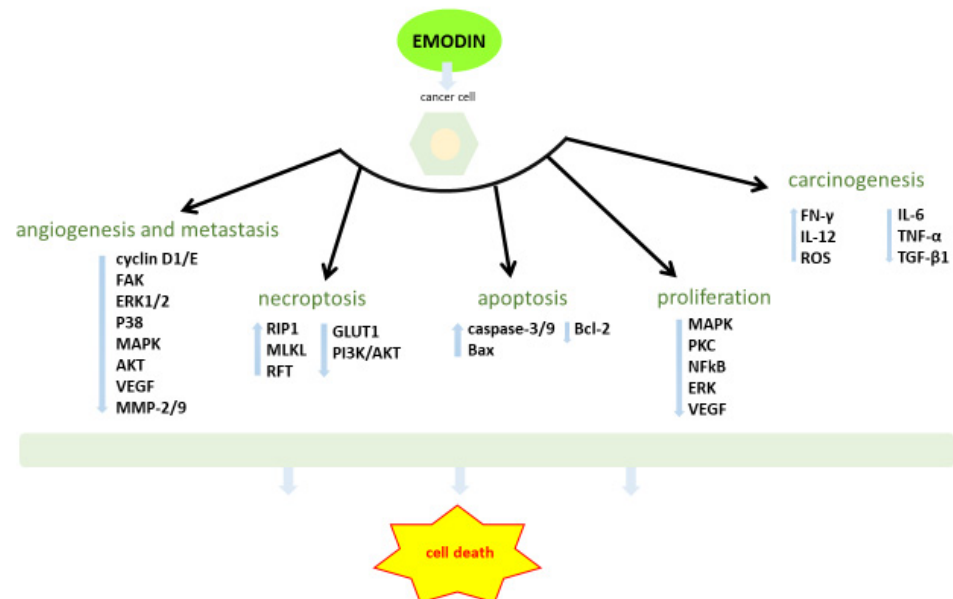 EMODIN
cancer cell
carcinogenesis
FN-γ
IL-12
ROS
IL-6
TNF-α
TGF-β1
angiogenesis and metastasis
cyclin D1/E
FAK
ERK1/2
P38
MAPK
AKT
VEGF
MMP-2/9
necroptosis
RIP1
MLKL
RFT
GLUT1
PI3K/AKT
apoptosis
caspase-3/9
Bax
Bcl-2
proliferation
MAPK
PKC
NFkB
ERK
VEGF
cell death